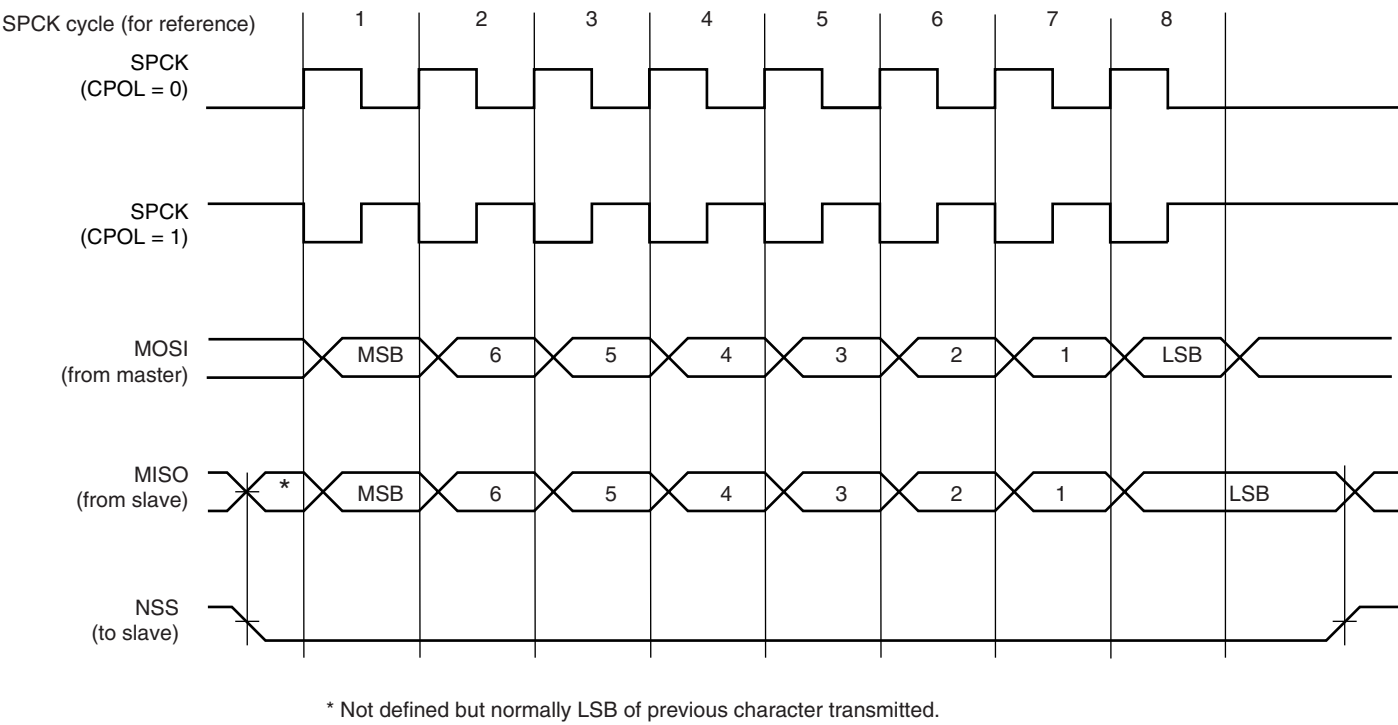 SPCK cycle (for reference) 1 2 3 4 5 6 7 8
SPCK
(CPOL = 0)
SPCK
(CPOL = 1)
MOSI
(from master)
MSB 6 5 4 3 2 1 LSB
MISO
(from slave)
* MSB 6 5 4 3 2 1 LSB
NSS
(to slave)
* Not defined but normally LSB of previous character transmitted.